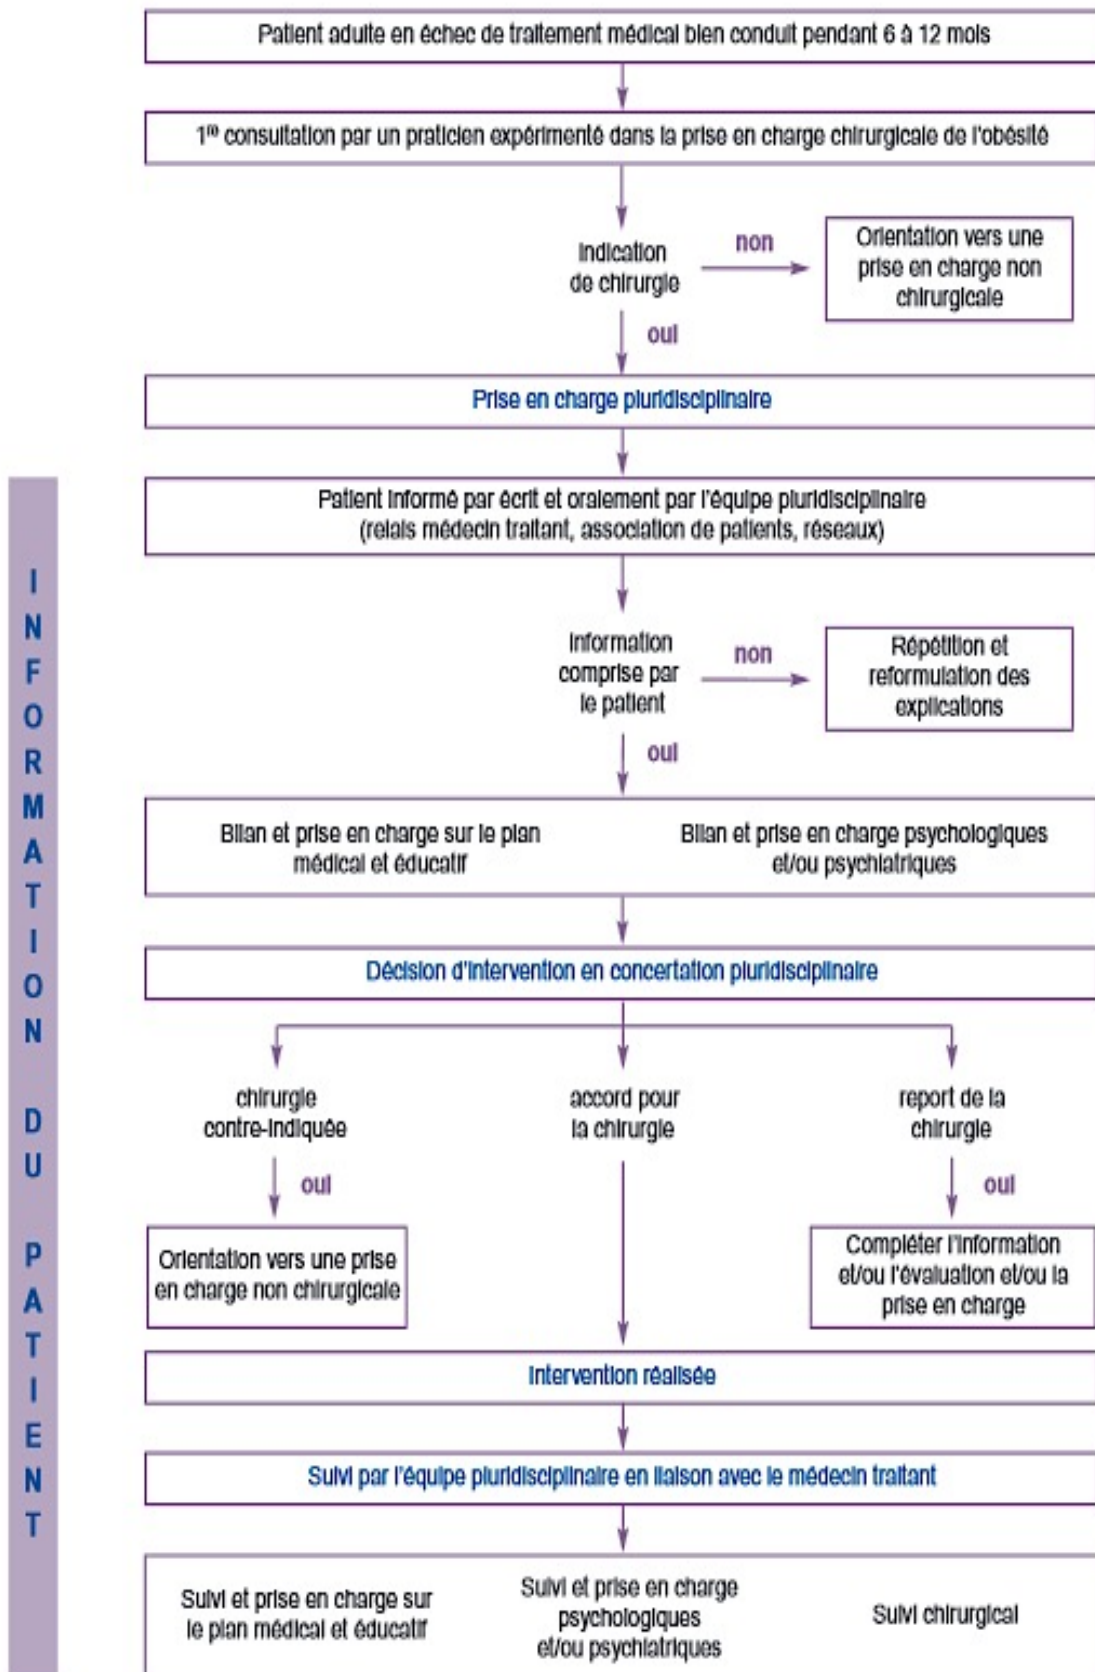 Patient adulte en échec de traitement médical bien conduit pendant 6 à 12 mois
1re consultation par un praticien expérimenté dans la prise en charge chirurgicale de l'obésité
Indication
de chirurgie
non
Orientation vers une
prise en charge non
chirurgicale
oui
Prise en charge pluridisciplinaire
Patient informé par écrit et oralement par l'équipe pluridisciplinaire
(relais médecin traitant, association de patients, réseaux)
Information
comprise par
le patient
non
Répétition et
reformulation des
explications
oui
Bilan et prise en charge sur le plan
médical et éducatif
Bilan et prise en charge psychologiques
et/ou psychiatriques
Décision d'intervention en concertation pluridisciplinaire
chirurgie
contre-indiquée
accord pour
la chirurgie
report de la
chirurgie
oui
oui
Orientation vers une prise
en charge non chirurgicale
Compléter l'information
et/ou l'évaluation et/ou la
prise en charge
Intervention réalisée
Suivi par l'équipe pluridisciplinaire en liaison avec le médecin traitant
Suivi et prise en charge sur
le plan médical et éducatif
Suivi et prise en charge
psychologiques
et/ou psychiatriques
Suivi chirurgical
INFORMATION DU PATIENT